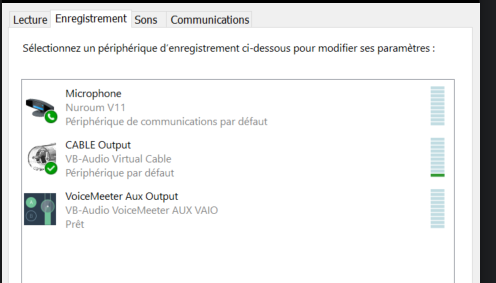 Lecture Enregistrement Sons Communications
Sélectionnez un périphérique d'enregistrement ci-dessous pour modifier ses paramètres :
Microphone
Nuroum V11
Périphérique de communications par défaut
CABLE Output
VB-Audio Virtual Cable
Périphérique par défaut
VoiceMeeter Aux Output
VB-Audio VoiceMeeter AUX VAIO
Prêt